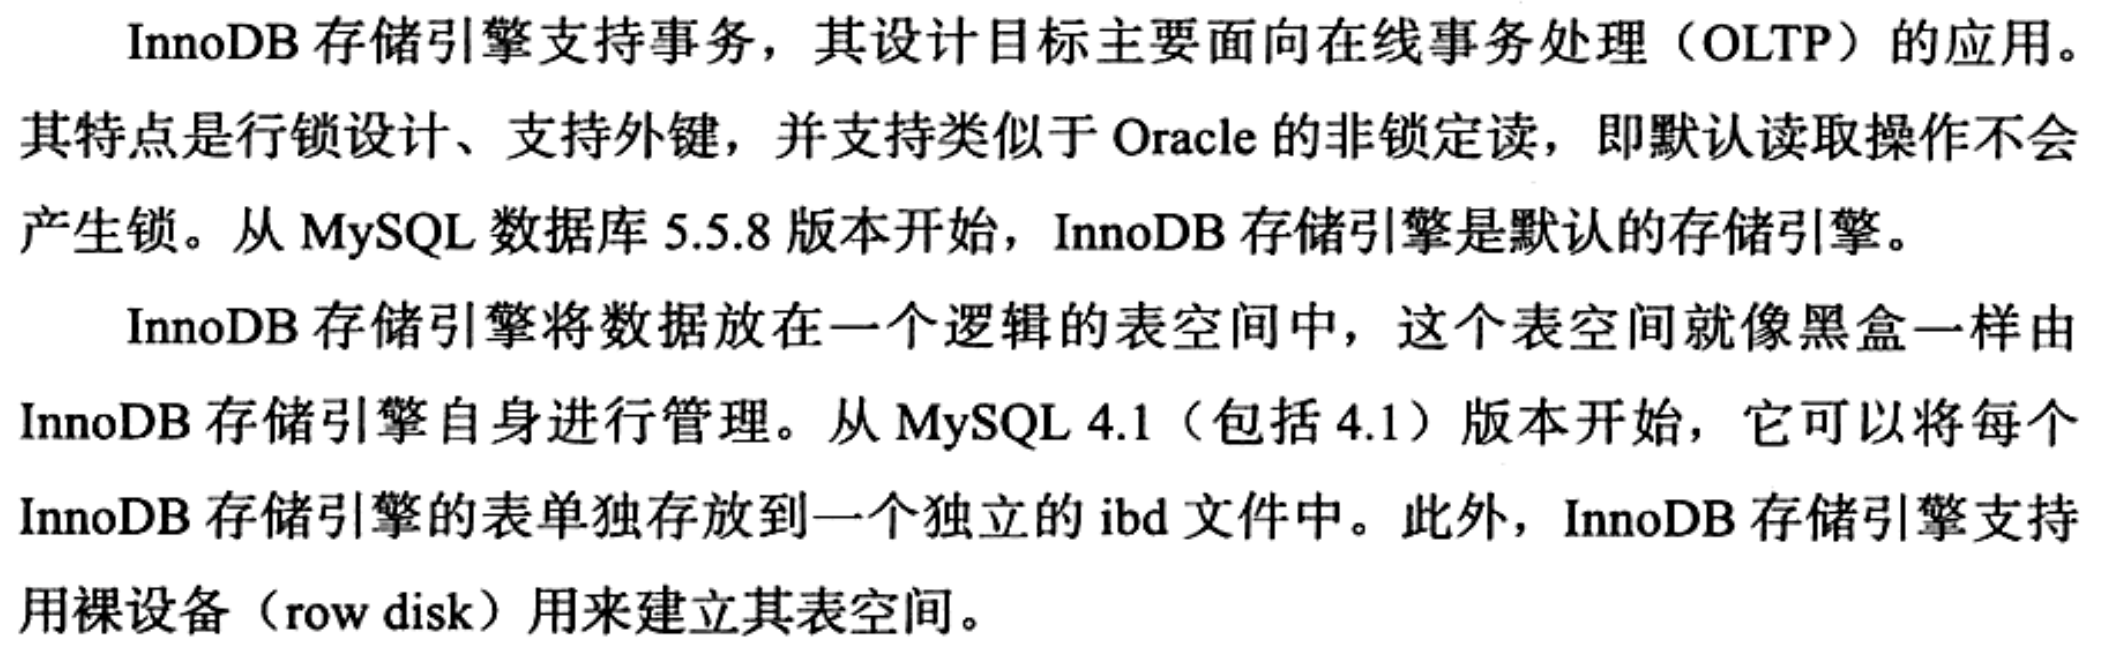 InnoDB 存储引擎支持事务，其设计目标主要面向在线事务处理（OLTP）的应用。
其特点是行锁设计、支持外键，并支持类似于 Oracle 的非锁定读，即默认读取操作不会
产生锁。从 MySQL 数据库 5.5.8 版本开始，InnoDB 存储引擎是默认的存储引擎。
InnoDB 存储引擎将数据放在一个逻辑的表空间中，这个表空间就像黑盒一样由
InnoDB 存储引擎自身进行管理。从 MySQL 4.1（包括 4.1）版本开始，它可以将每个
InnoDB 存储引擎的表单独存放到一个独立的 ibd 文件中。此外，InnoDB 存储引擎支持
用裸设备（row disk）用来建立其表空间。